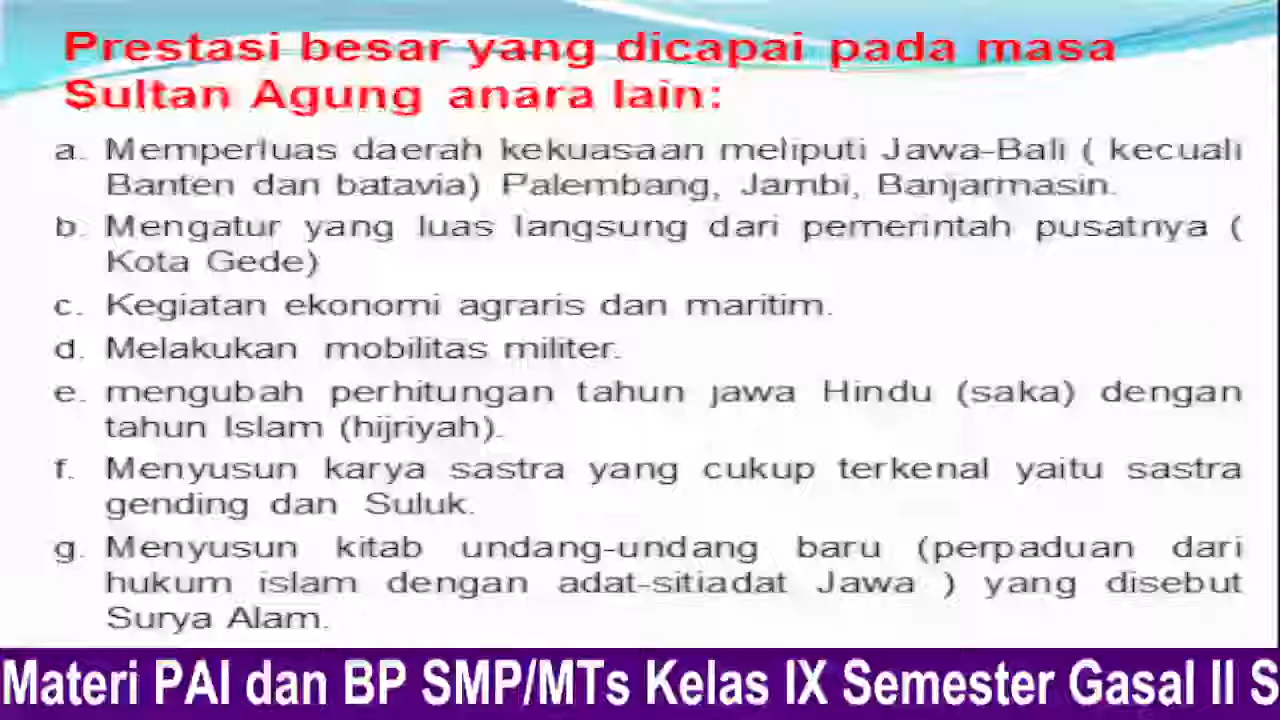 Prestasi besar yang dicapai pada masa
Sultan Agung anara lain:
a. Memperluas daerah kekuasaan meliputi Jawa-Bali ( kecuali
Banten dan batavia) Palembang, Jambi, Banjarmasin.
b. Mengatur yang luas langsung dari pemerintah pusatnya (
Kota Gede)
c. Kegiatan ekonomi agraris dan maritim.
d. Melakukan mobilitas militer.
e. mengubah perhitungan tahun jawa Hindu (saka) dengan
tahun Islam (hijriyah).
f. Menyusun karya sastra yang cukup terkenal yaitu sastra
gending dan Suluk.
g. Menyusun kitab undang-undang baru (perpaduan dari
hukum islam dengan adat-sitiadat Jawa ) yang disebut
Surya Alam.
Materi PAI dan BP SMP/MTs Kelas IX Semester Gasal II S